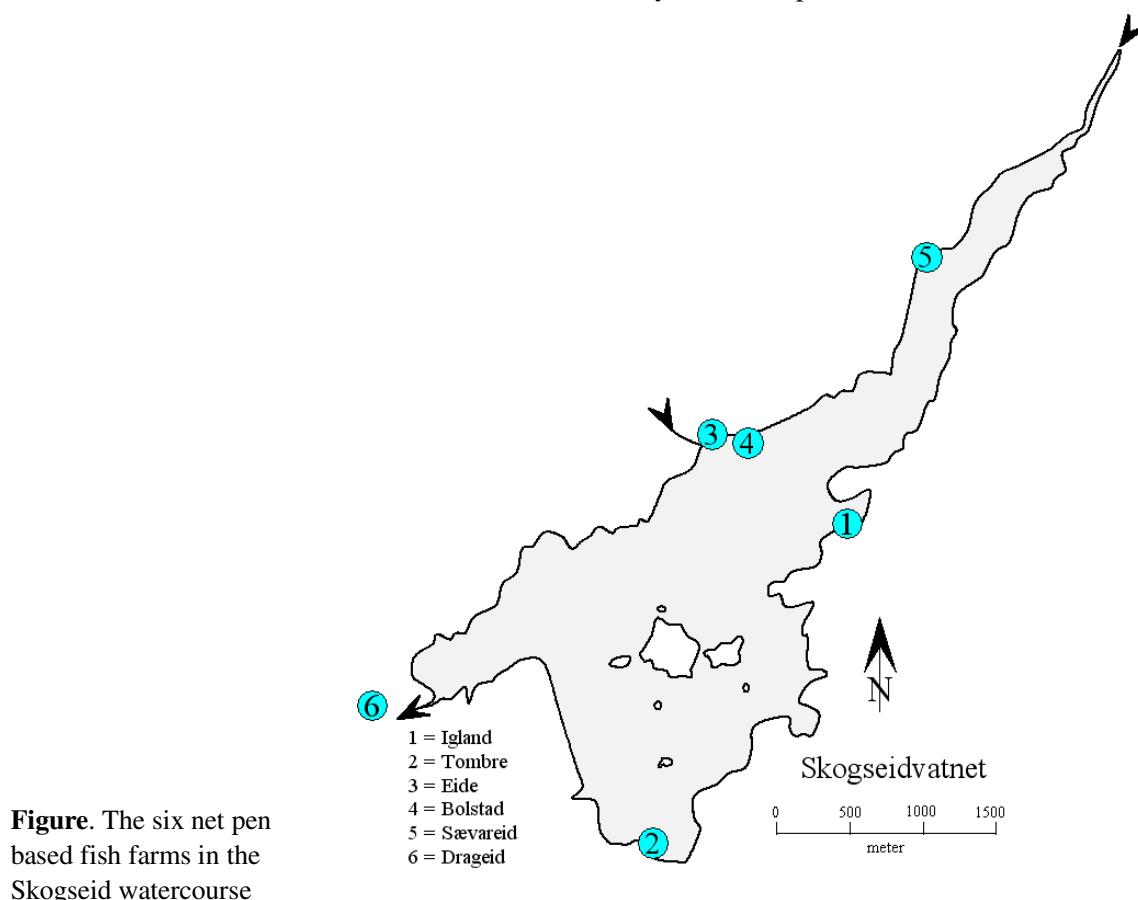 5
3
4
1
N
6
2
1 = Igland
2 = Tombre
3 = Eide
4 = Bolstad
5 = Sævareid
6 = Drageid
Skogseidvatnet
0 500 1000 1500
meter
Figure. The six net pen
based fish farms in the
Skogseid watercourse